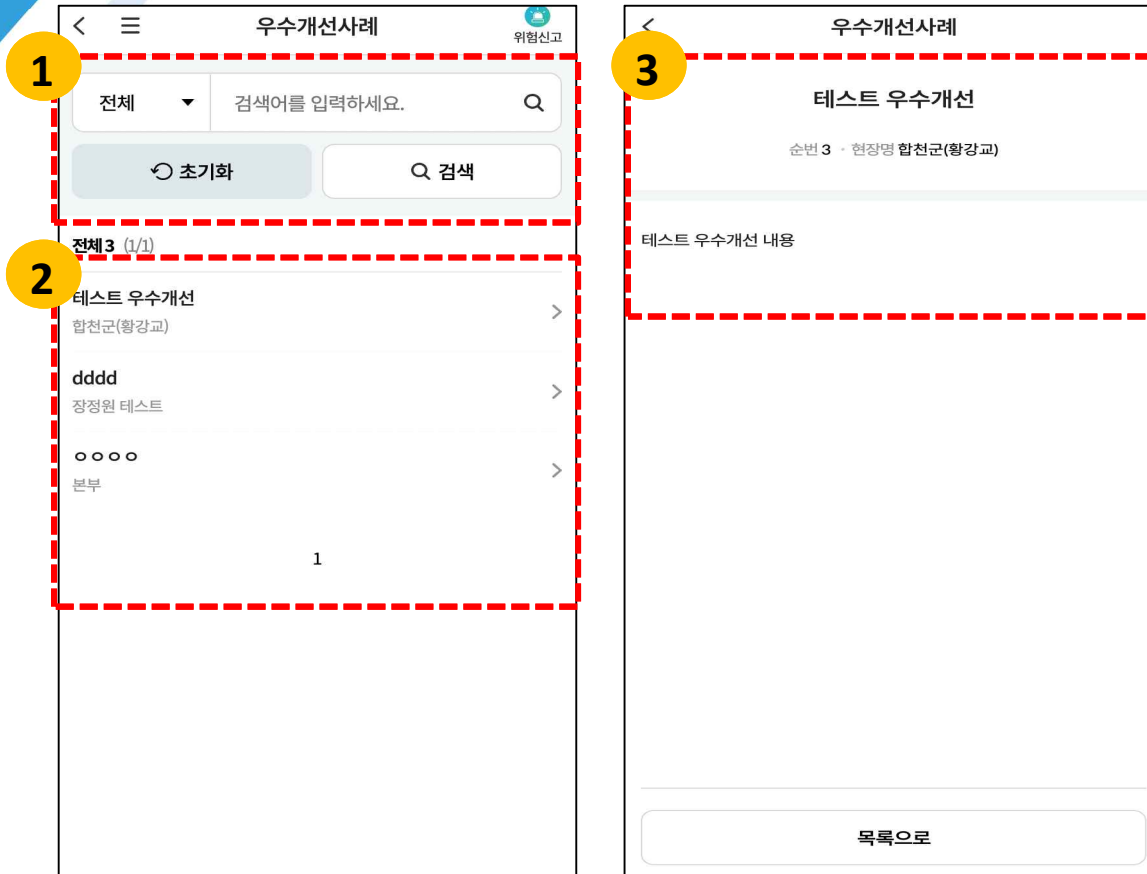 우수개선사례
위험신고
1
전체
검색어를 입력하세요.
초기화
검색
전체 3 (1/1)
2
테스트 우수개선
합천군(황강교)
dddd
장정원 테스트
ㅇㅇㅇㅇ
본부
1
우수개선사례
3
테스트 우수개선
순번 3 · 현장명 합천군(황강교)
테스트 우수개선 내용
목록으로